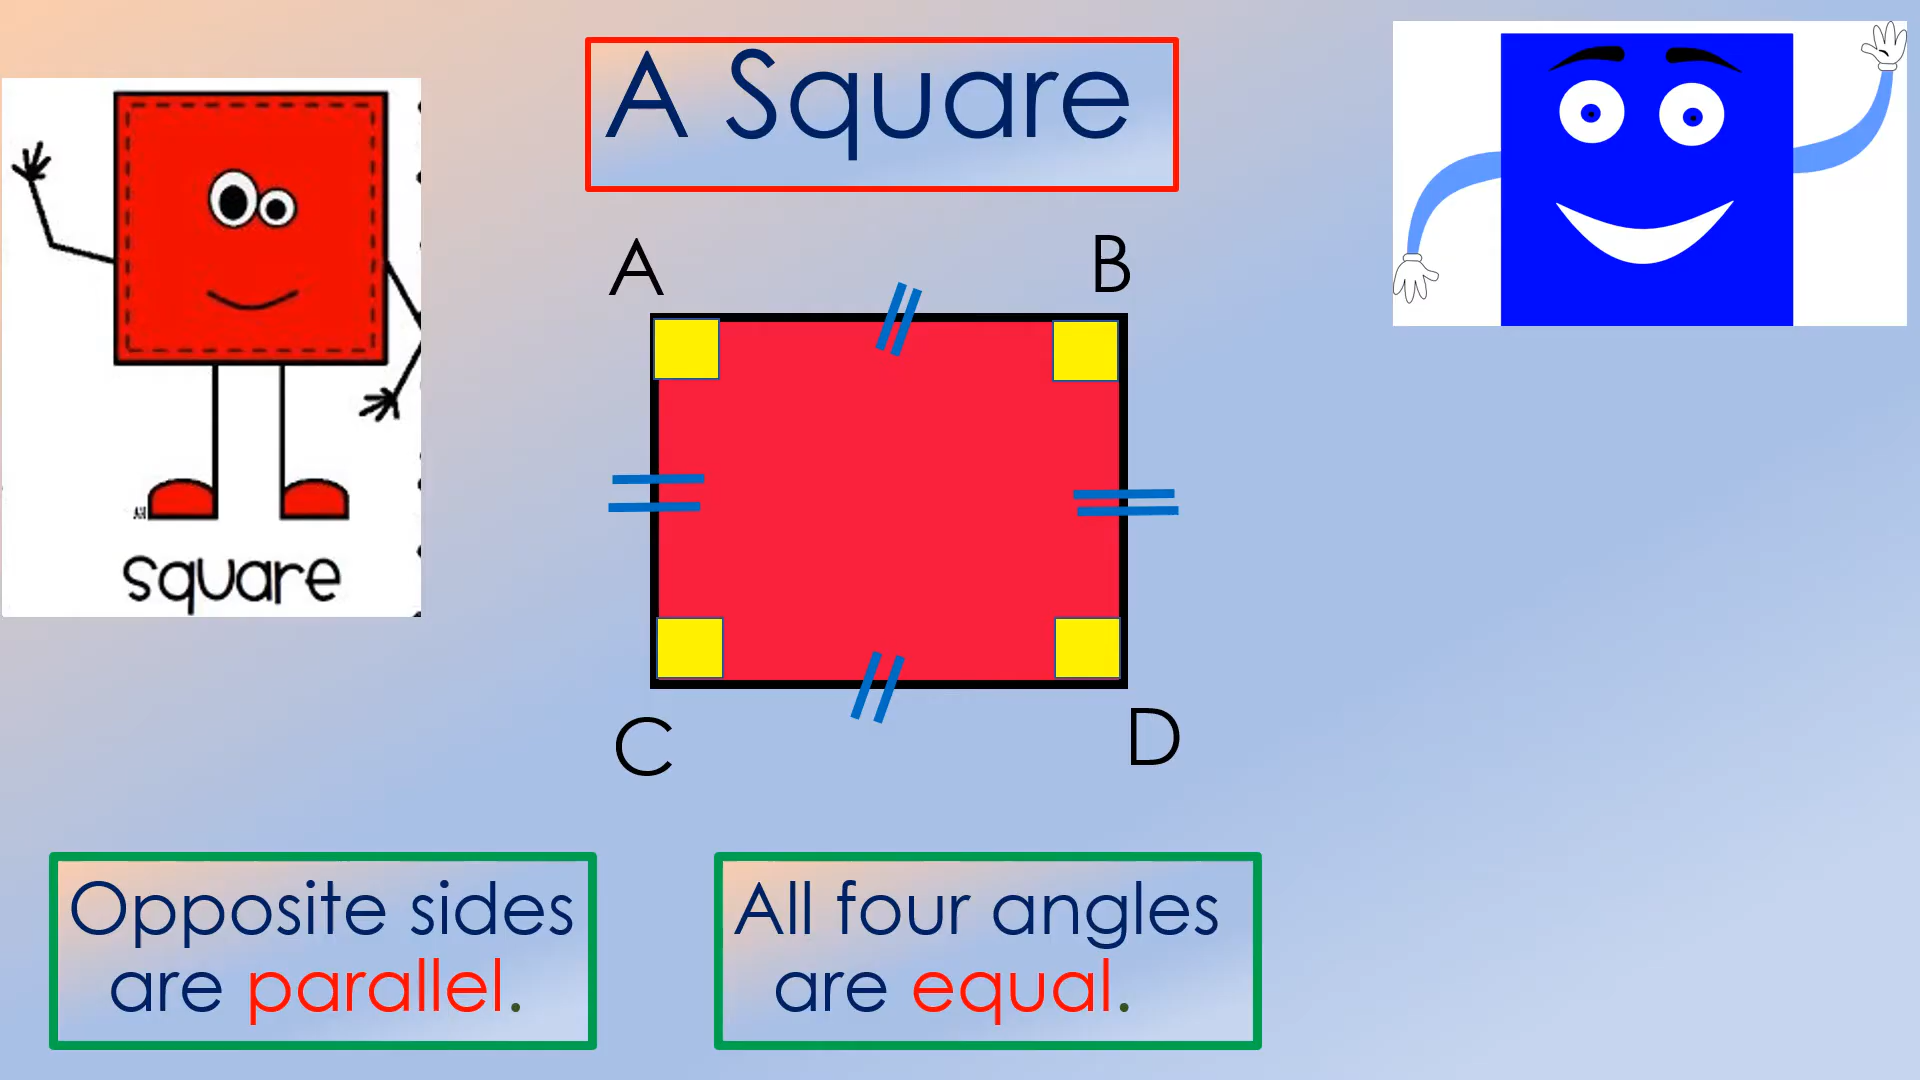 A Square
A
B
square
C
D
Opposite sides
are parallel.
All four angles
are equal.